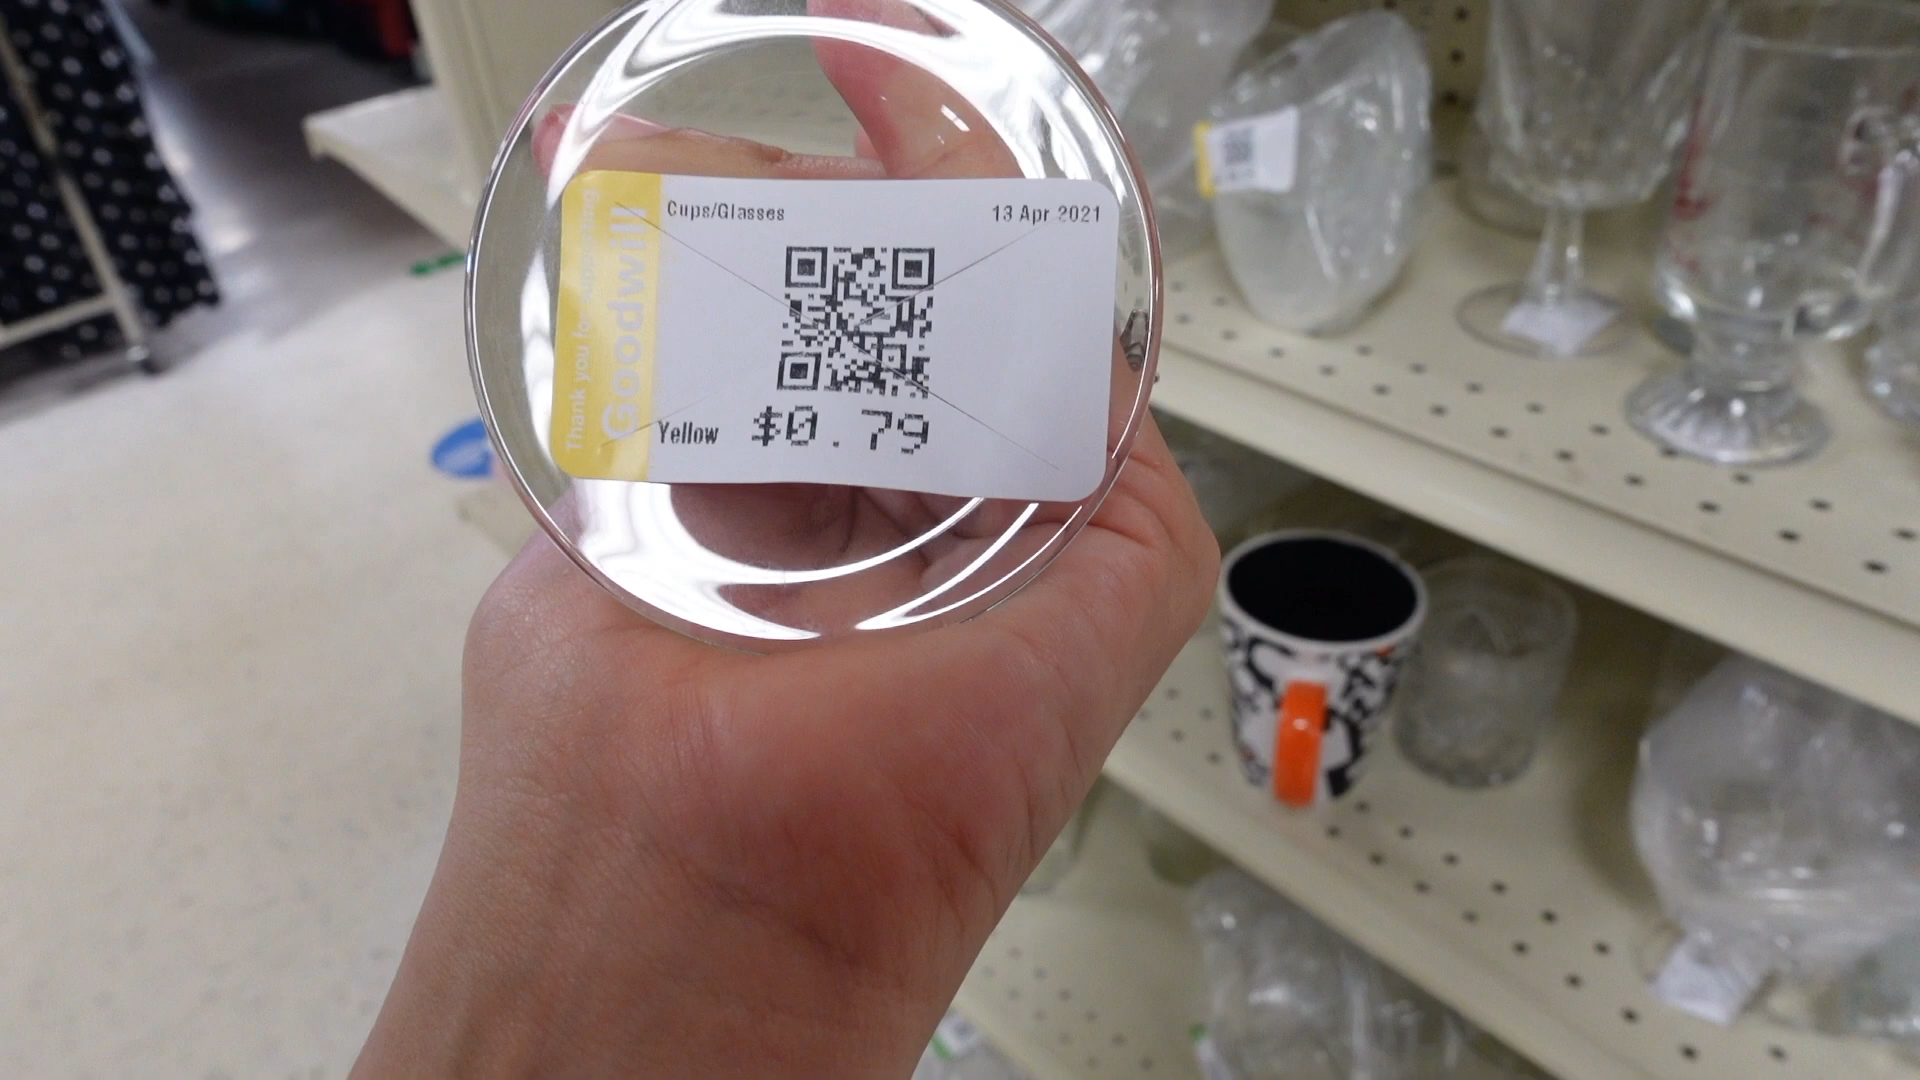 Thank you for supporting
Goodwill
Cups/Glasses
13 Apr 2021
Yellow
$0.79